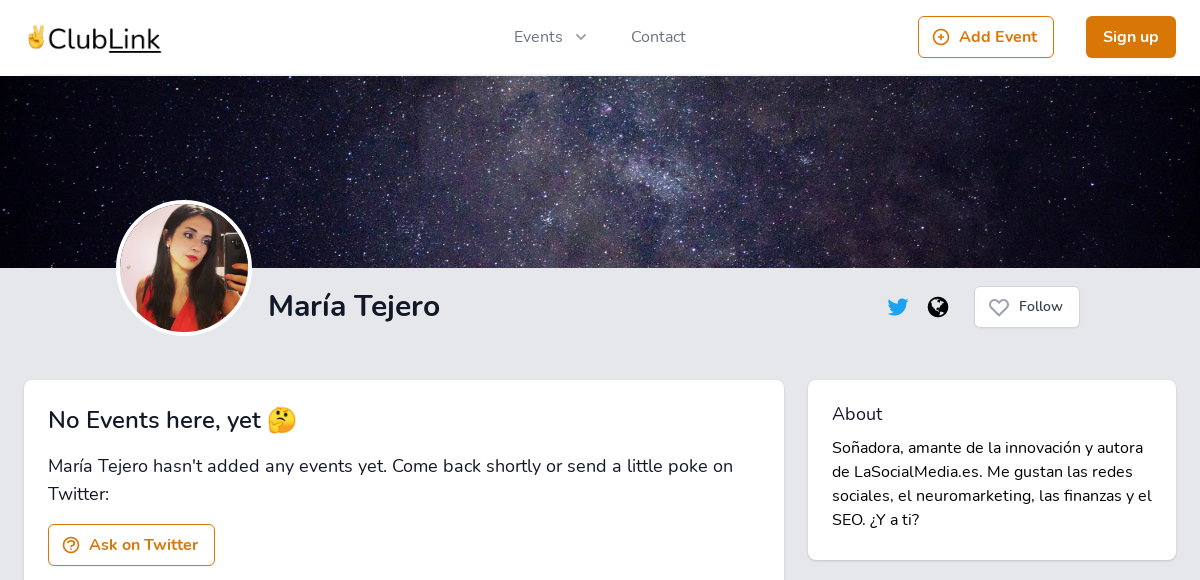 ✌ClubLink
Events
Contact
Add Event
Sign up
María Tejero
Follow
No Events here, yet 🤔
María Tejero hasn't added any events yet. Come back shortly or send a little poke on
Twitter:
Ask on Twitter
About
Soñadora, amante de la innovación y autora
de LaSocialMedia.es. Me gustan las redes
sociales, el neuromarketing, las finanzas y el
SEO. ¿Y a ti?